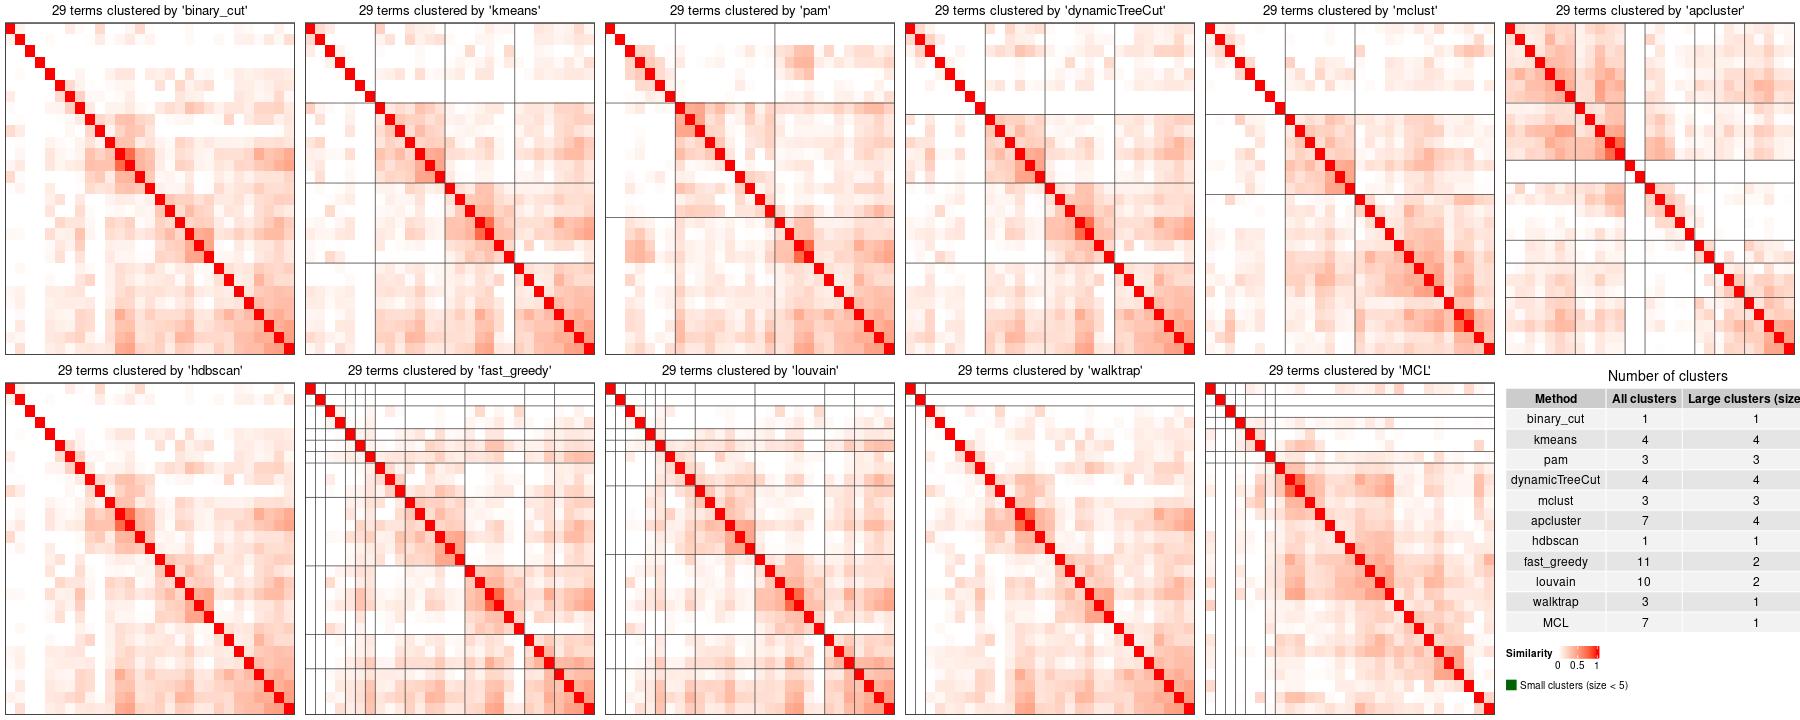 29 terms clustered by 'binary_cut'
29 terms clustered by 'kmeans'
29 terms clustered by 'pam'
29 terms clustered by 'dynamicTreeCut'
29 terms clustered by 'mclust'
29 terms clustered by 'apcluster'
29 terms clustered by 'hdbscan'
29 terms clustered by 'fast_greedy'
29 terms clustered by 'louvain'
29 terms clustered by 'walktrap'
29 terms clustered by 'MCL'
Number of clusters
Method All clusters Large clusters (size
binary_cut 1 1
kmeans 4 4
pam 3 3
dynamicTreeCut 4 4
mclust 3 3
apcluster 7 4
hdbscan 1 1
fast_greedy 11 2
louvain 10 2
walktrap 3 1
MCL 7 1
Similarity
0 0.5 1
Small clusters (size < 5)